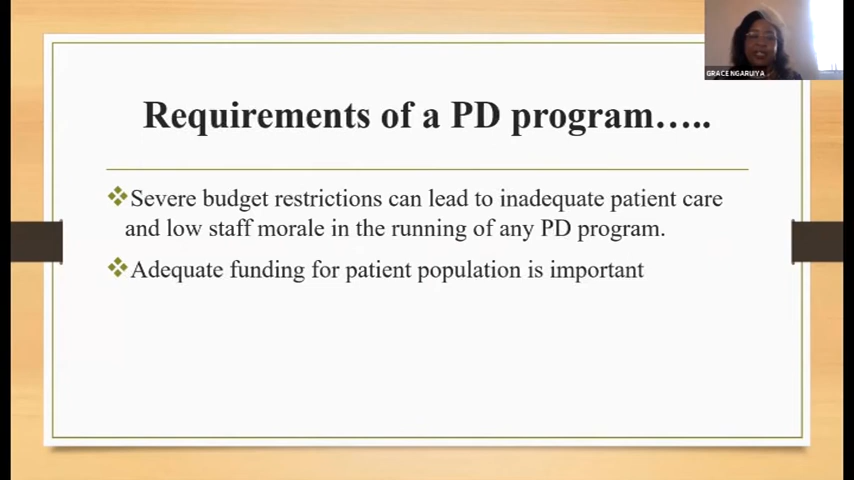 GRACE NGARUIYA
Requirements of a PD program…..
Severe budget restrictions can lead to inadequate patient care
and low staff morale in the running of any PD program.
Adequate funding for patient population is important